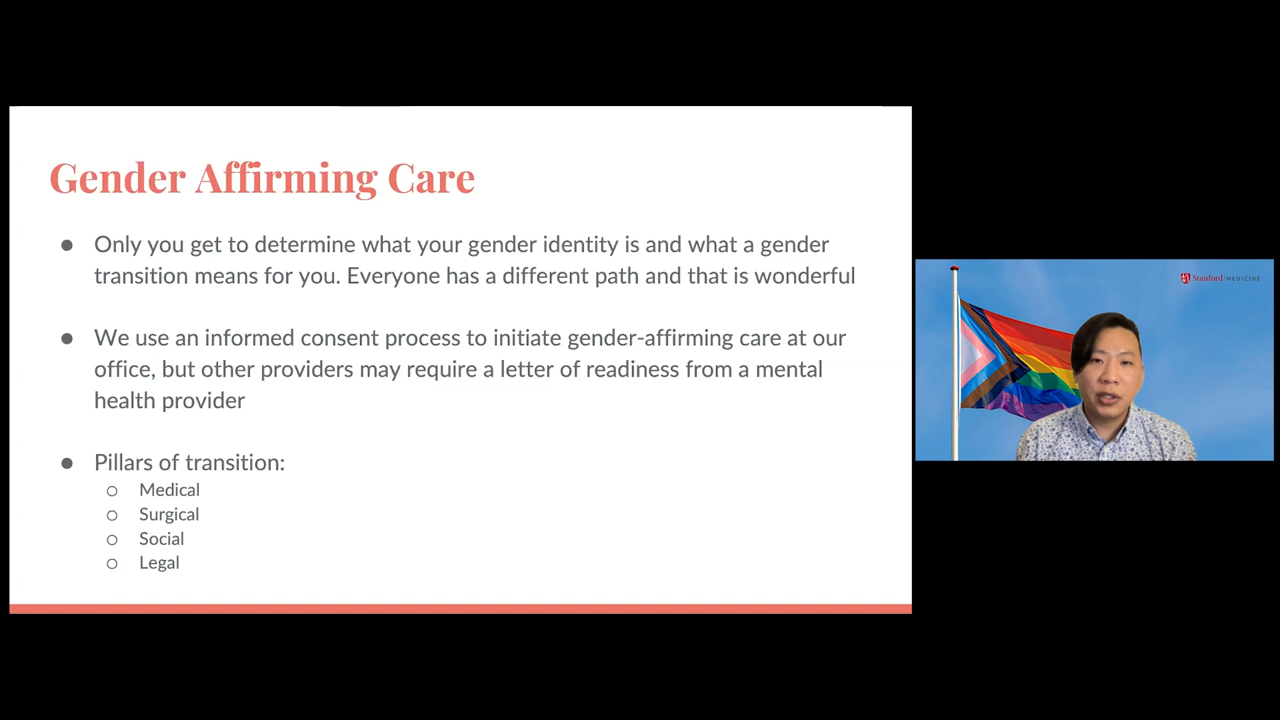 Gender Affirming Care
● Only you get to determine what your gender identity is and what a gender
transition means for you. Everyone has a different path and that is wonderful
● We use an informed consent process to initiate gender-affirming care at our
office, but other providers may require a letter of readiness from a mental
health provider
● Pillars of transition:
○ Medical
○ Surgical
○ Social
○ Legal
Stanford MEDICINE